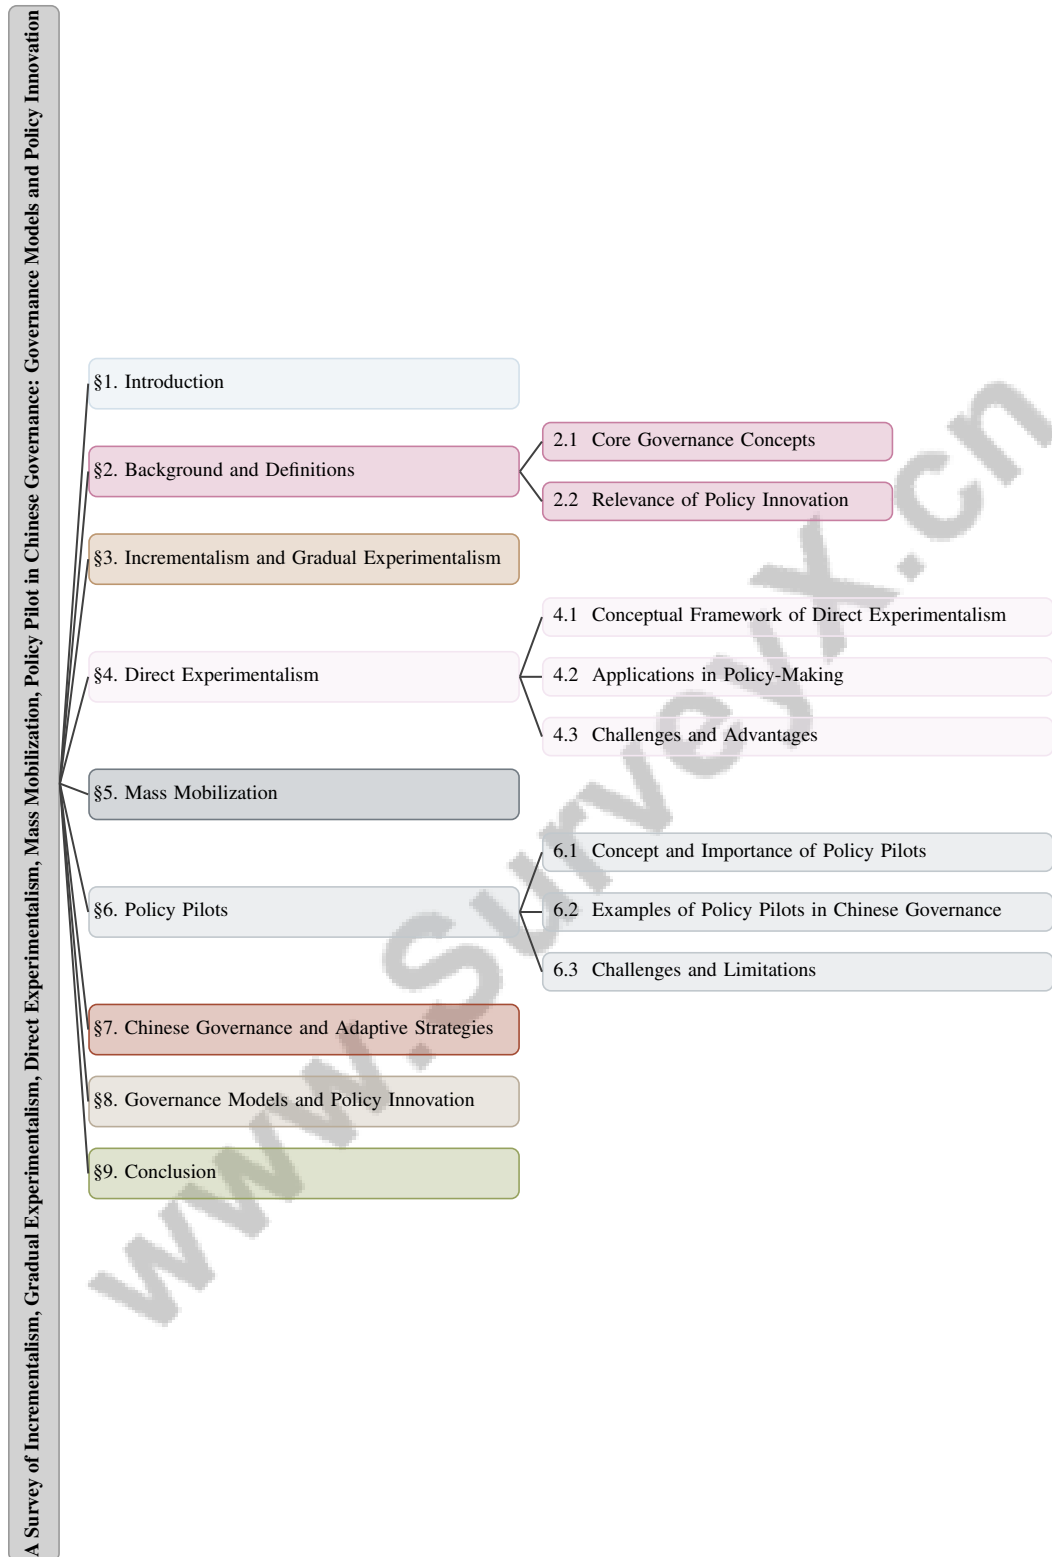 A Survey of Incrementalism, Gradual Experimentalism, Direct Experimentalism, Mass Mobilization, Policy Pilot in Chinese Governance: Governance Models and Policy Innovation
§1. Introduction
§2. Background and Definitions
2.1 Core Governance Concepts
2.2 Relevance of Policy Innovation
§3. Incrementalism and Gradual Experimentalism
§4. Direct Experimentalism
4.1 Conceptual Framework of Direct Experimentalism
4.2 Applications in Policy-Making
4.3 Challenges and Advantages
§5. Mass Mobilization
§6. Policy Pilots
6.1 Concept and Importance of Policy Pilots
6.2 Examples of Policy Pilots in Chinese Governance
6.3 Challenges and Limitations
§7. Chinese Governance and Adaptive Strategies
§8. Governance Models and Policy Innovation
§9. Conclusion
www.SurveyX.cn